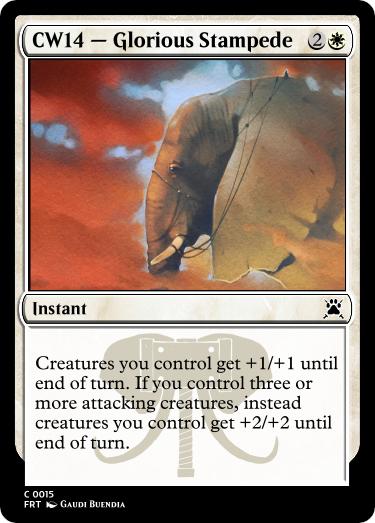 CW14 — Glorious Stampede 2
Instant
Creatures you control get +1/+1 until
end of turn. If you control three or
more attacking creatures, instead
creatures you control get +2/+2 until
end of turn.
C 0015
FRT Gaudi Buendia